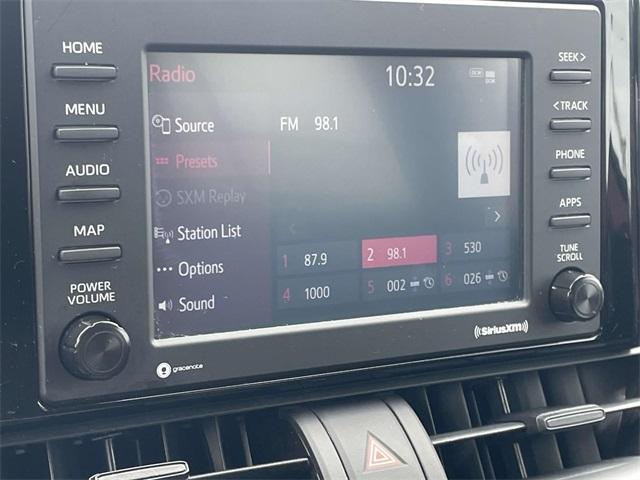 HOME
MENU
AUDIO
MAP
POWER
VOLUME
Radio
10:32
Source
FM 98.1
Presets
SXM Replay
Station List
Options
Sound
1 87.9
2 98.1
3 530
4 1000
5 002
6 026
SEEK >
< TRACK
PHONE
APPS
TUNE
SCROLL
gracenote
((SiriusXM))